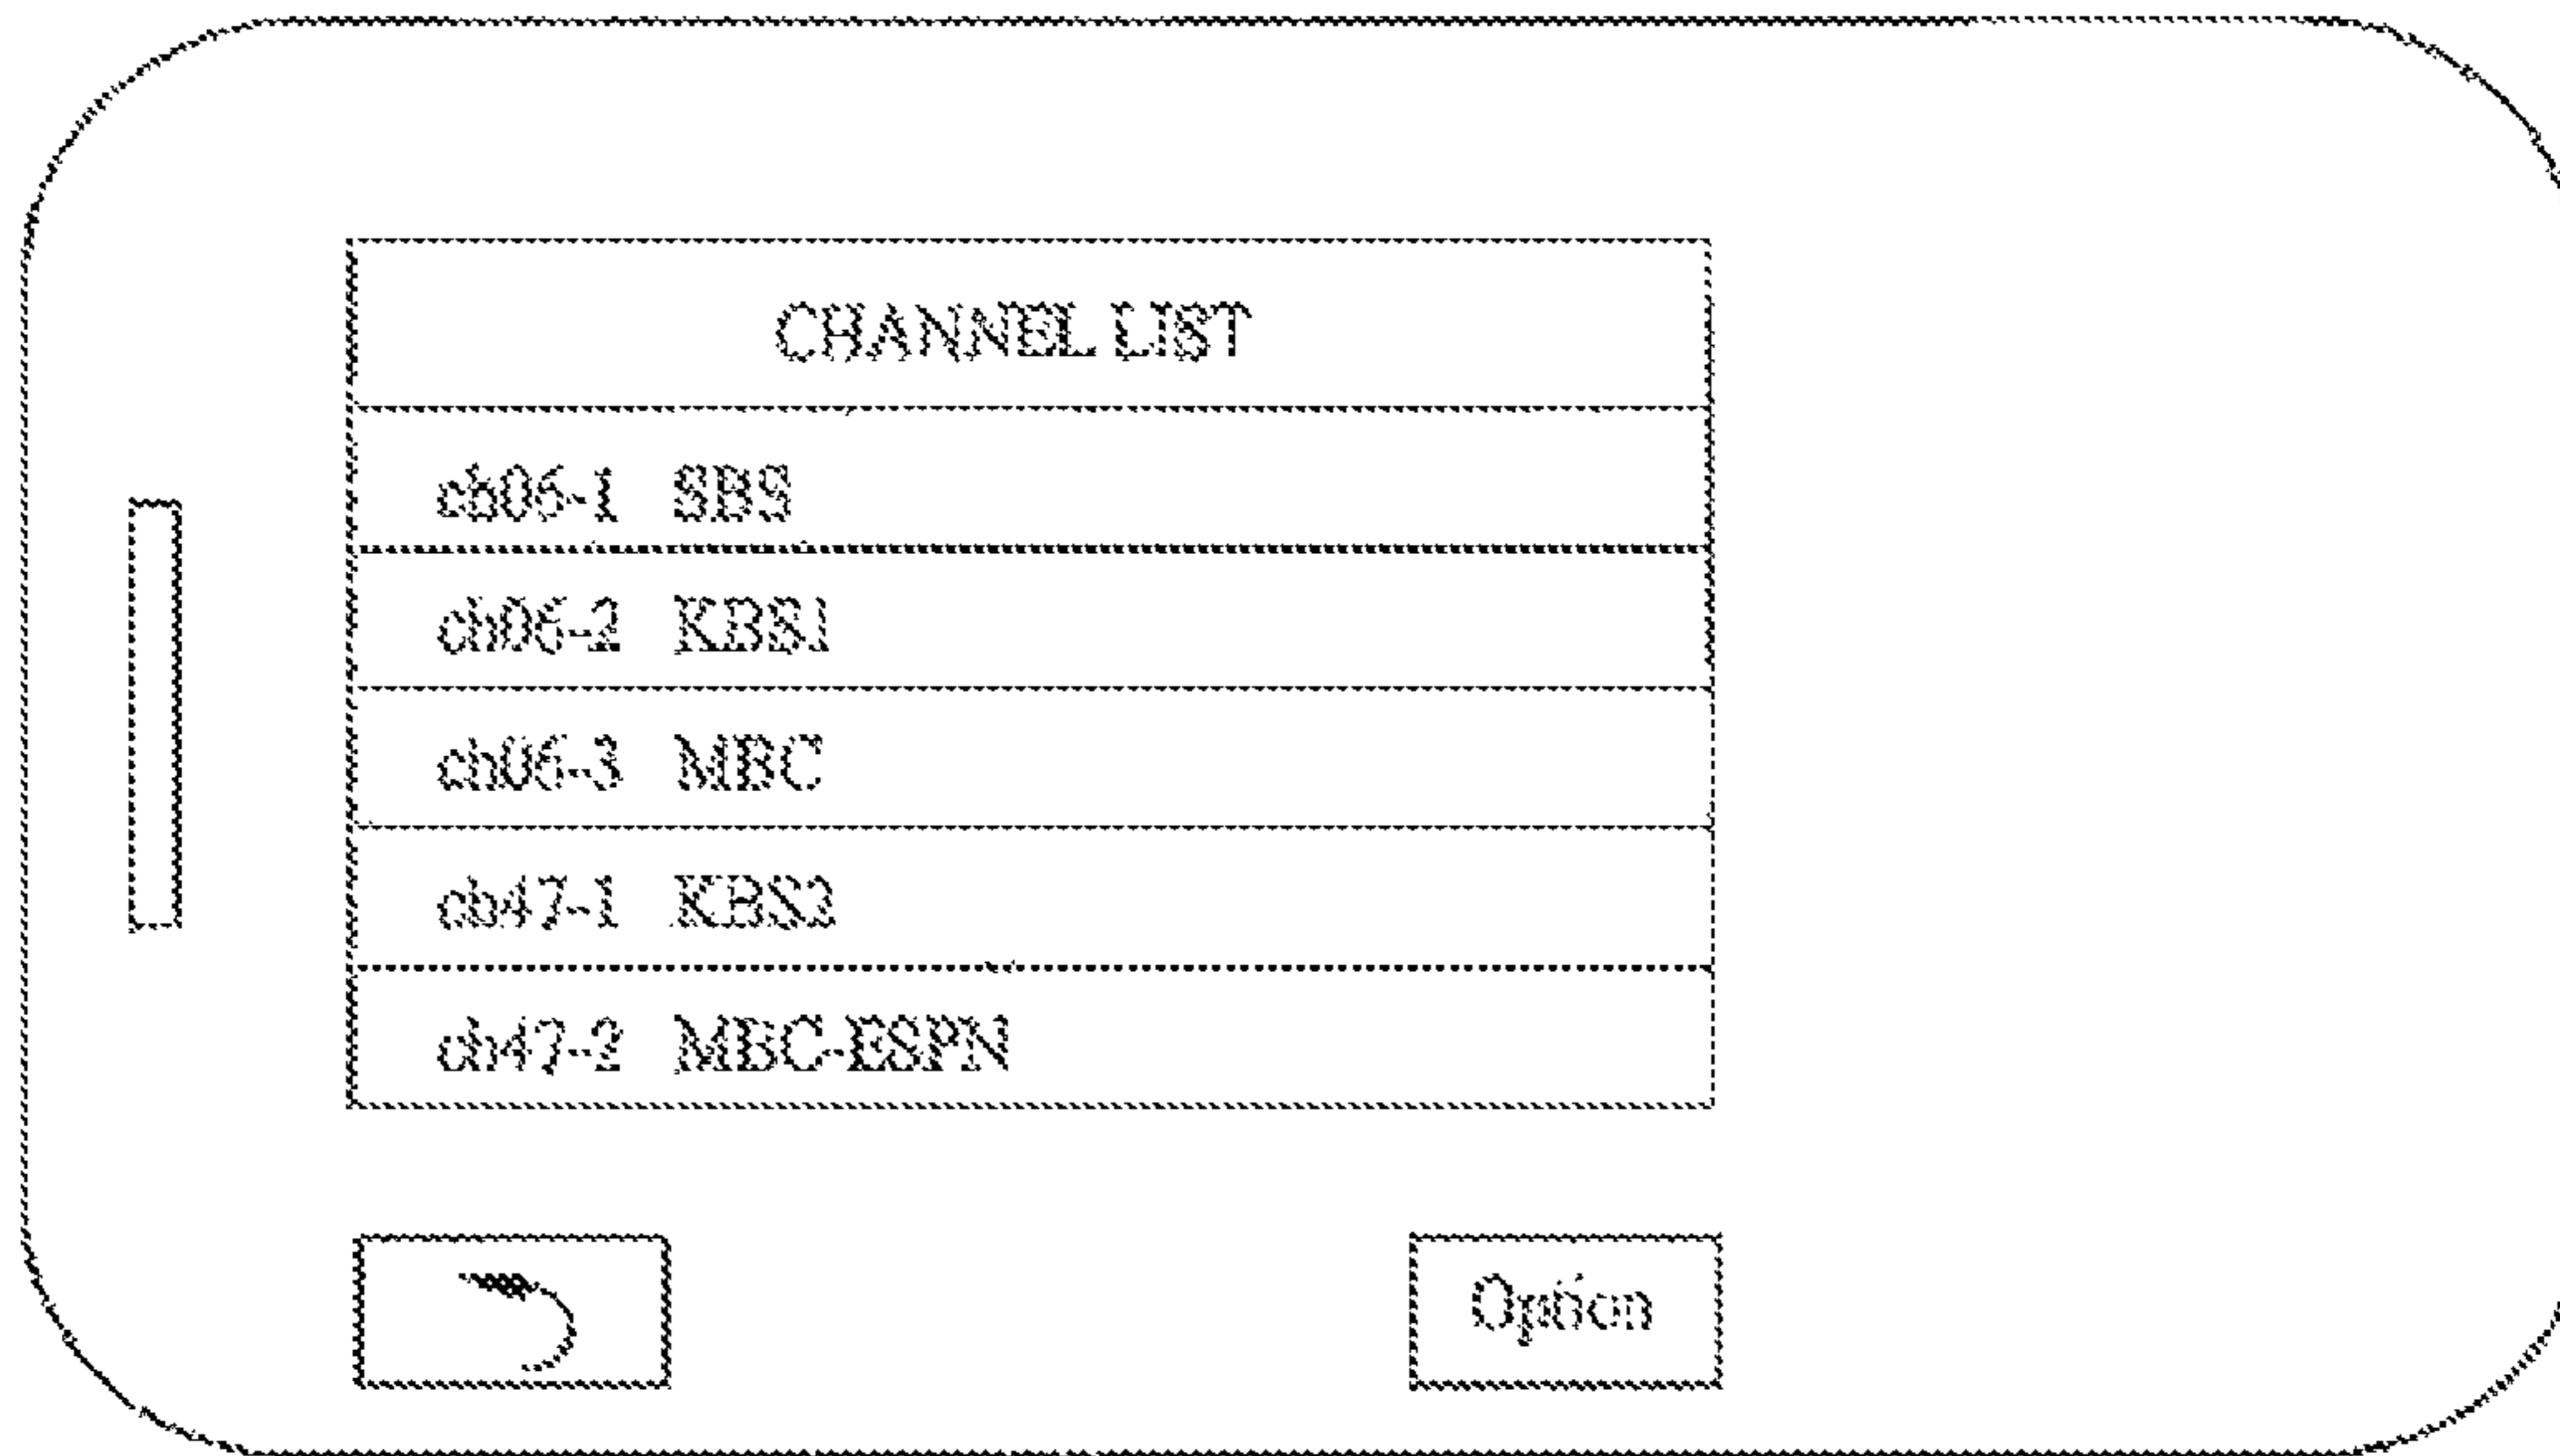 CHANNEL LIST
ch06-1 SBS
ch06-2 KBS1
ch06-3 MBC
ch47-1 KBS2
ch47-2 MBC-ESPN
Option